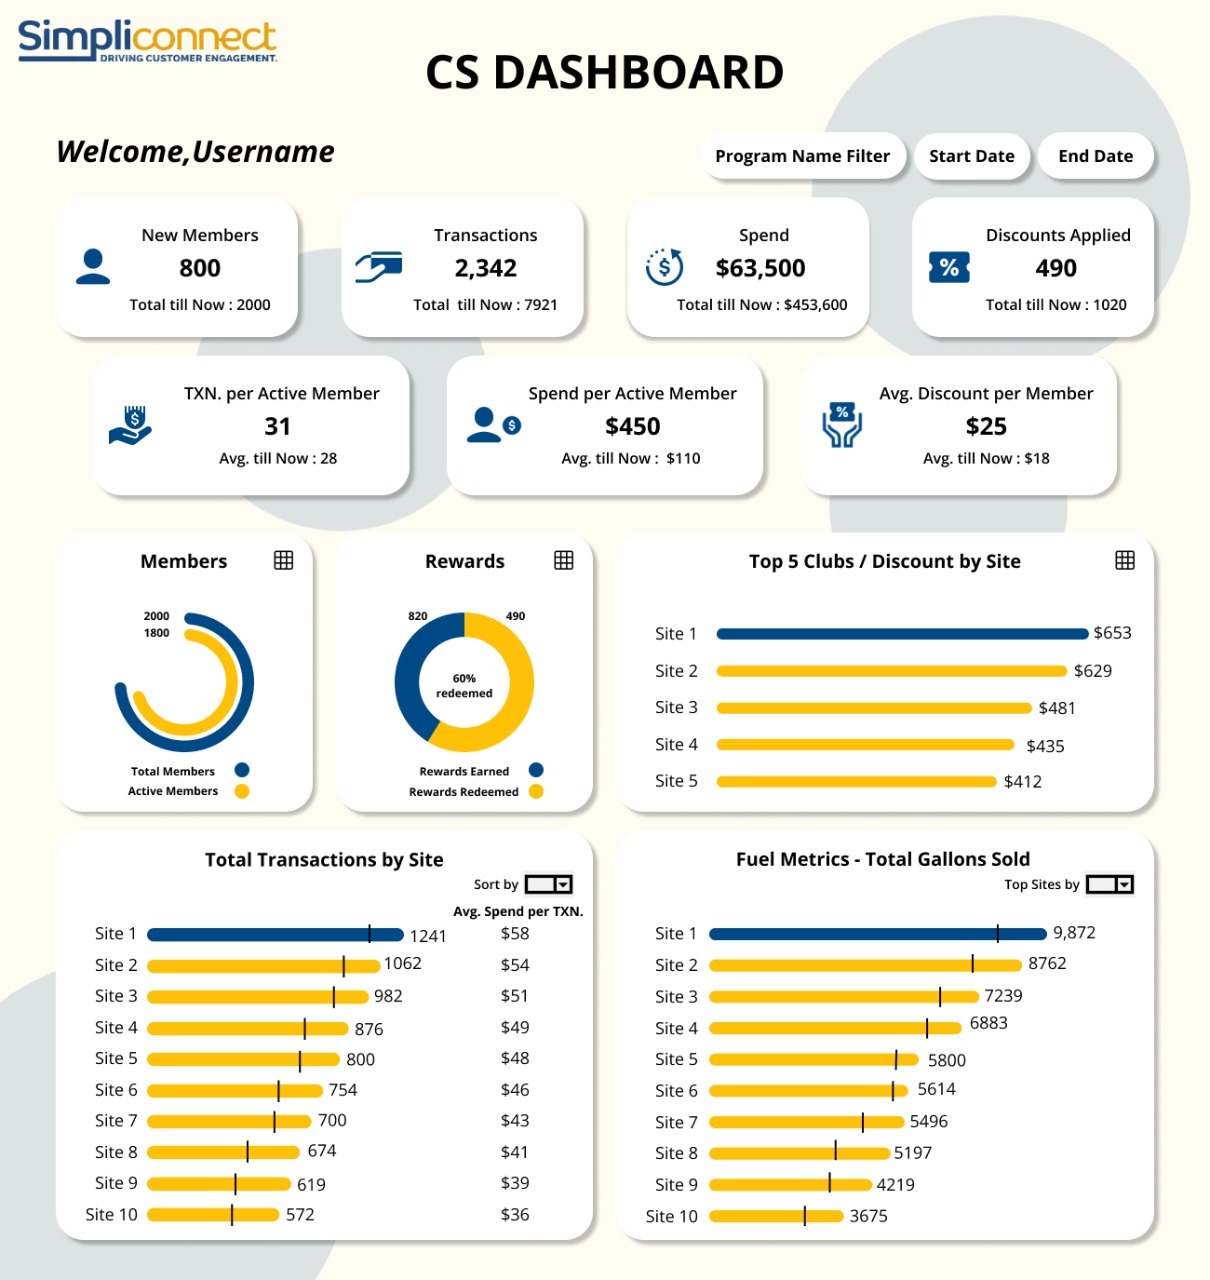 Simpliconnect
DRIVING CUSTOMER ENGAGEMENT.
CS DASHBOARD
Welcome,Username
Program Name Filter
Start Date
End Date
New Members
800
Total till Now : 2000
Transactions
2,342
Total till Now : 7921
Spend
$63,500
Total till Now : $453,600
Discounts Applied
%
490
Total till Now : 1020
TXN. per Active Member
$
31
Avg. till Now : 28
Spend per Active Member
$
$450
Avg. till Now : $110
Avg. Discount per Member
%
$25
Avg. till Now : $18
Members
2000
1800
Total Members
Active Members
Rewards
820
490
60%
redeemed
Rewards Earned
Rewards Redeemed
Top 5 Clubs / Discount by Site
Site 1 $653
Site 2 $629
Site 3 $481
Site 4 $435
Site 5 $412
Total Transactions by Site
Sort by
Avg. Spend per TXN.
Site 1 1241 $58
Site 2 1062 $54
Site 3 982 $51
Site 4 876 $49
Site 5 800 $48
Site 6 754 $46
Site 7 700 $43
Site 8 674 $41
Site 9 619 $39
Site 10 572 $36
Fuel Metrics - Total Gallons Sold
Top Sites by
Site 1 9,872
Site 2 8762
Site 3 7239
Site 4 6883
Site 5 5800
Site 6 5614
Site 7 5496
Site 8 5197
Site 9 4219
Site 10 3675